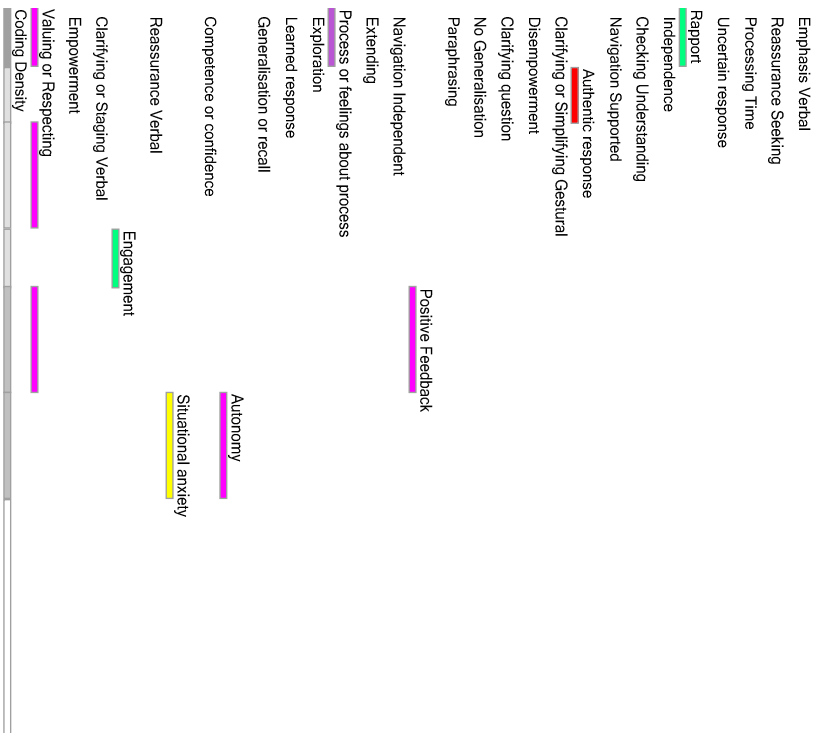 Coding Density
Valuing or Respecting
Empowerment
Clarifying or Staging Verbal
Engagement
Reassurance Verbal
Situational anxiety
Competence or confidence
Autonomy
Generalisation or recall
Learned response
Exploration
Process or feelings about process
Extending
Navigation Independent
Positive Feedback
Paraphrasing
No Generalisation
Clarifying question
Disempowerment
Clarifying or Simplifying Gestural
Authentic response
Navigation Supported
Checking Understanding
Independence
Rapport
Uncertain response
Processing Time
Reassurance Seeking
Emphasis Verbal